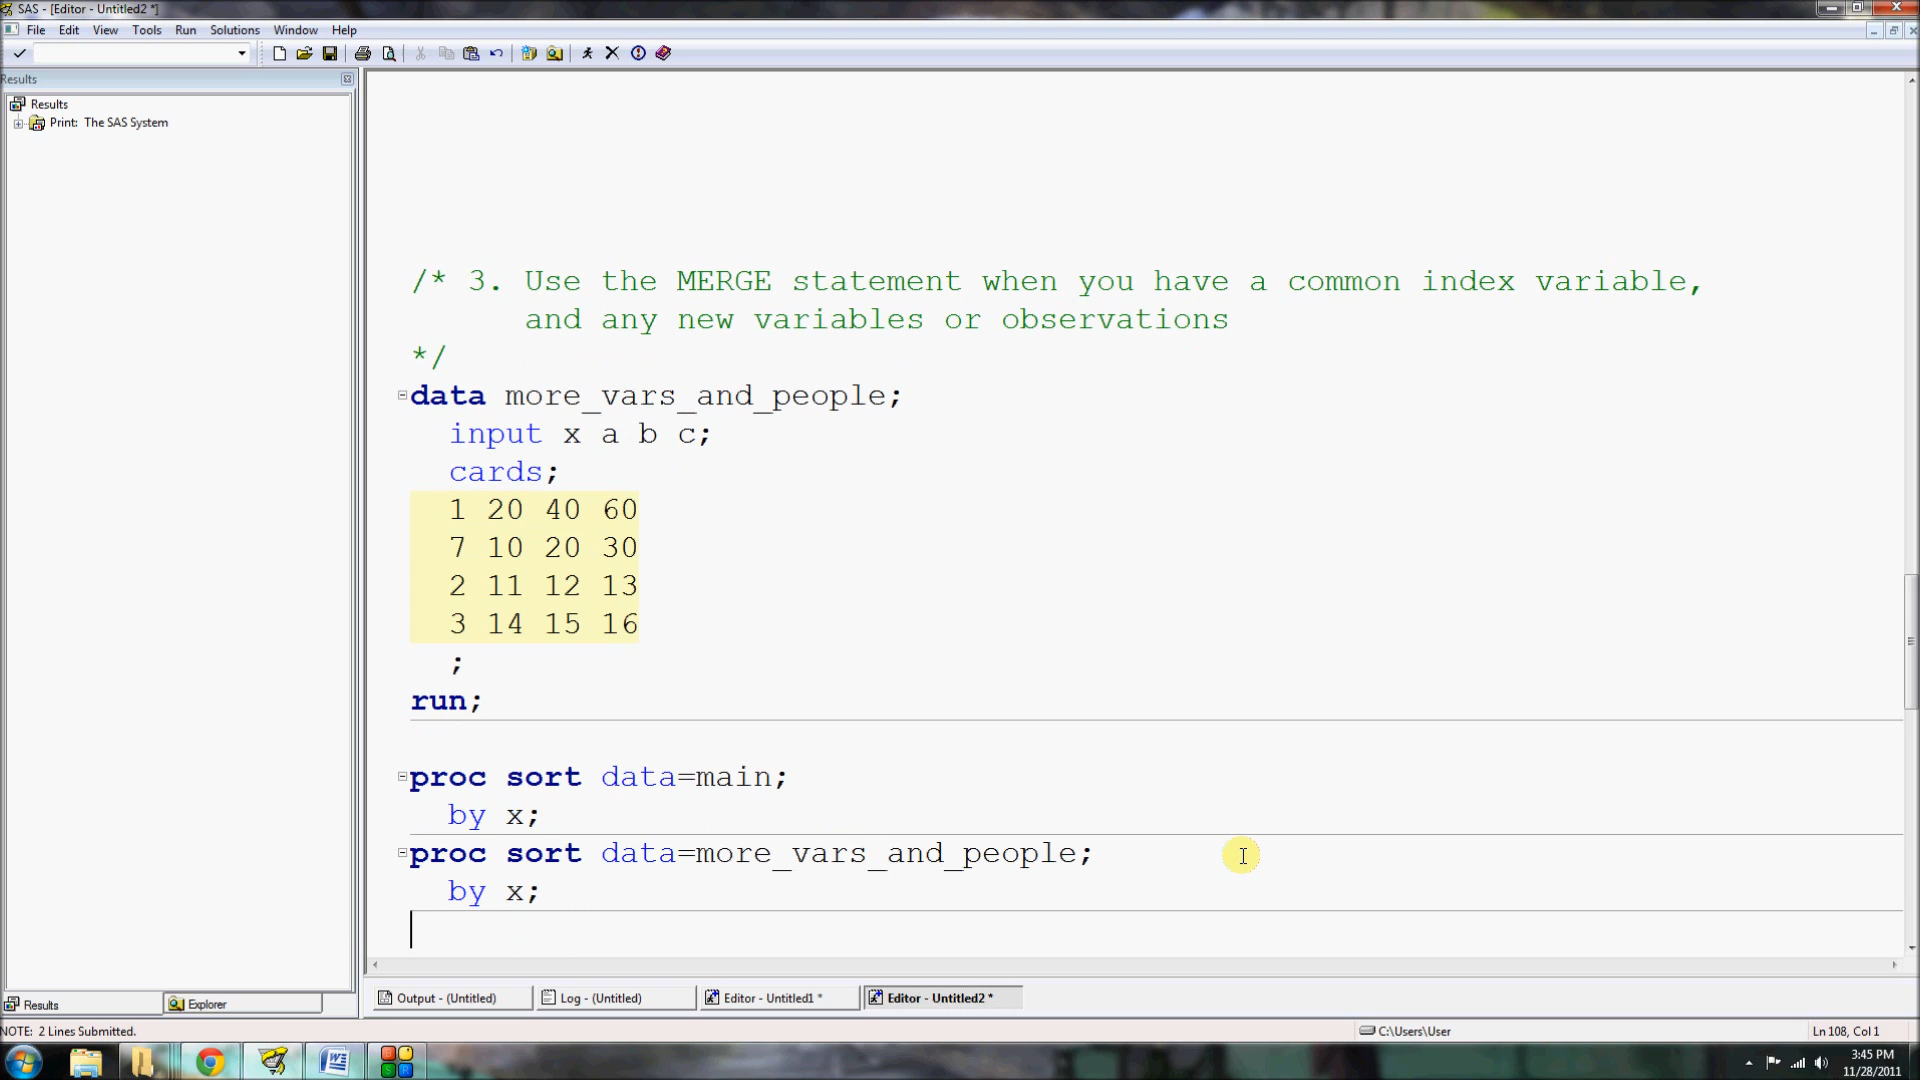 SAS - [Editor - Untitled2 *]
File Edit View Tools Run Solutions Window Help
Results
Results
Print: The SAS System
/* 3. Use the MERGE statement when you have a common index variable,
and any new variables or observations
*/
data more_vars_and_people;
input x a b c;
cards;
1 20 40 60
7 10 20 30
2 11 12 13
3 14 15 16
;
run;
proc sort data=main;
by x;
proc sort data=more_vars_and_people;
by x;
Results Explorer
Output - (Untitled) Log - (Untitled) Editor - Untitled1 * Editor - Untitled2 *
NOTE: 2 Lines Submitted. C:\Users\User Ln 108, Col 1
3:45 PM
11/28/2011